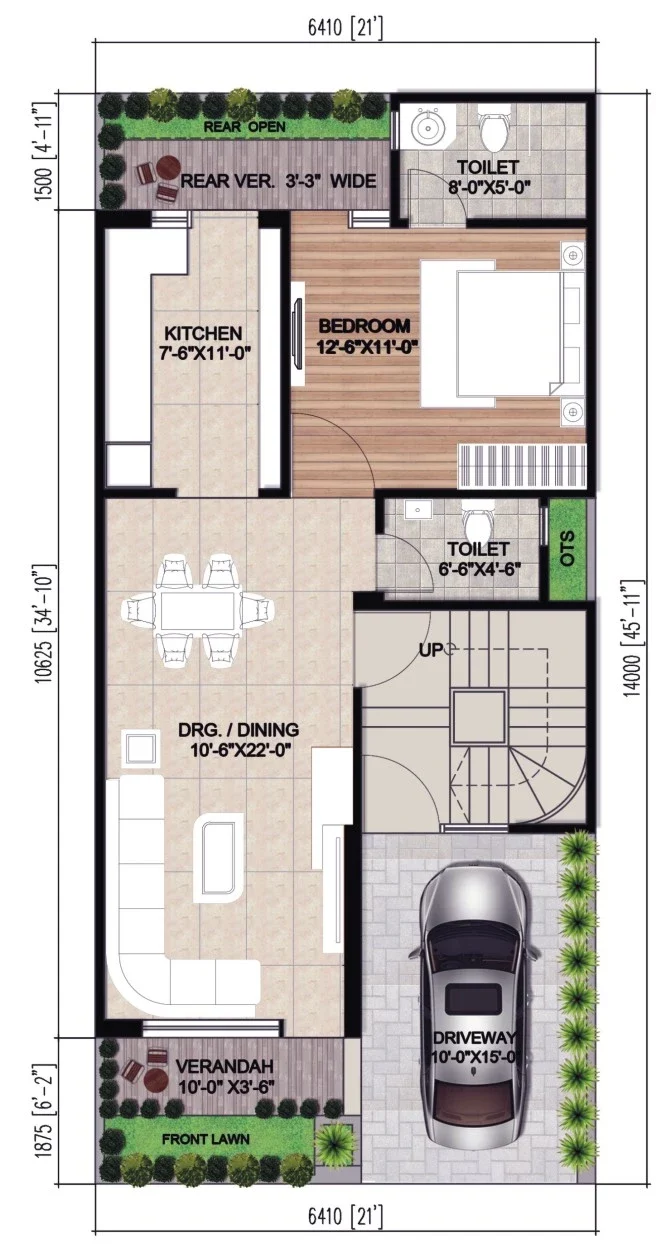 6410 [21']
1500 [4'-11"]
REAR OPEN
REAR VER. 3'-3" WIDE
TOILET
8'-0"X5'-0"
KITCHEN
7'-6"X11'-0"
BEDROOM
12'-6"X11'-0"
TOILET
6'-6"X4'-6"
OTS
10625 [34'-10"]
14000 [45'-11"]
UP
DRG. / DINING
10'-6"X22'-0"
DRIVEWAY
10'-0"X15'-0"
1875 [6'-2"]
VERANDAH
10'-0" X3'-6"
FRONT LAWN
6410 [21']